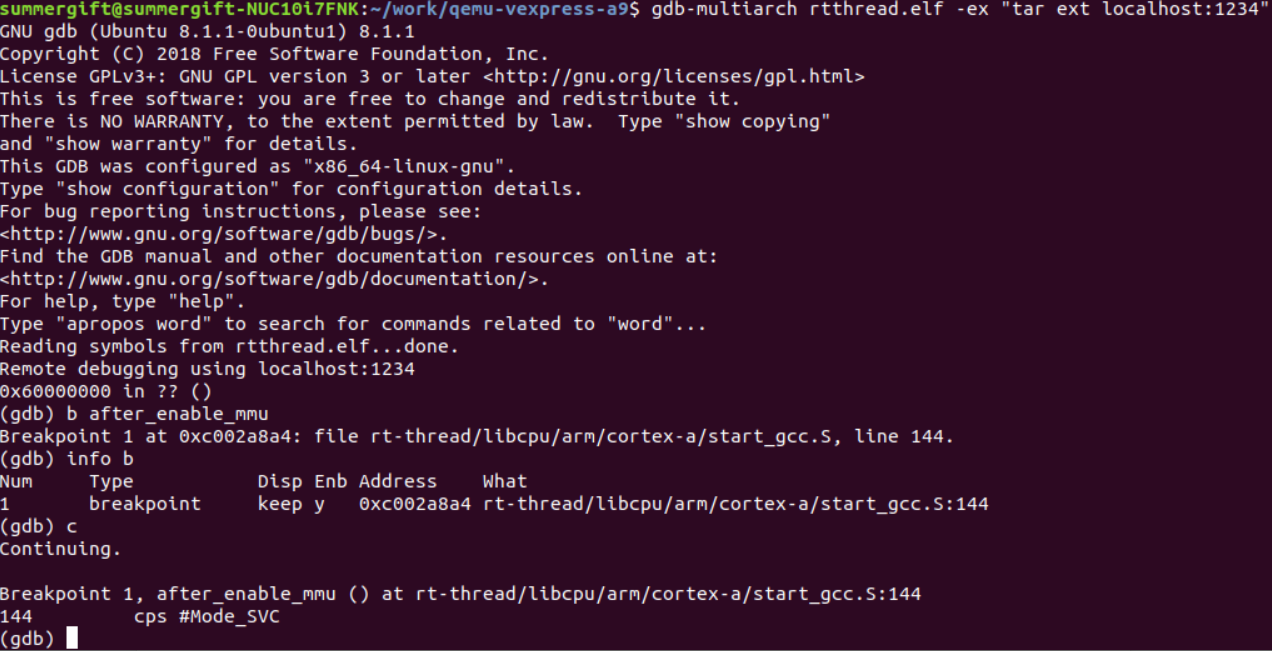 summergift@summergift-NUC10i7FNK:~/work/qemu-vexpress-a9$ gdb-multiarch rtthread.elf -ex "tar ext localhost:1234"
GNU gdb (Ubuntu 8.1.1-0ubuntu1) 8.1.1
Copyright (C) 2018 Free Software Foundation, Inc.
License GPLv3+: GNU GPL version 3 or later <http://gnu.org/licenses/gpl.html>
This is free software: you are free to change and redistribute it.
There is NO WARRANTY, to the extent permitted by law.  Type "show copying"
and "show warranty" for details.
This GDB was configured as "x86_64-linux-gnu".
Type "show configuration" for configuration details.
For bug reporting instructions, please see:
<http://www.gnu.org/software/gdb/bugs/>.
Find the GDB manual and other documentation resources online at:
<http://www.gnu.org/software/gdb/documentation/>.
For help, type "help".
Type "apropos word" to search for commands related to "word"...
Reading symbols from rtthread.elf...done.
Remote debugging using localhost:1234
0x60000000 in ?? ()
(gdb) b after_enable_mmu
Breakpoint 1 at 0xc002a8a4: file rt-thread/libcpu/arm/cortex-a/start_gcc.S, line 144.
(gdb) info b
Num     Type           Disp Enb Address    What
1       breakpoint     keep y   0xc002a8a4 rt-thread/libcpu/arm/cortex-a/start_gcc.S:144
(gdb) c
Continuing.
Breakpoint 1, after_enable_mmu () at rt-thread/libcpu/arm/cortex-a/start_gcc.S:144
144         cps #Mode_SVC
(gdb)